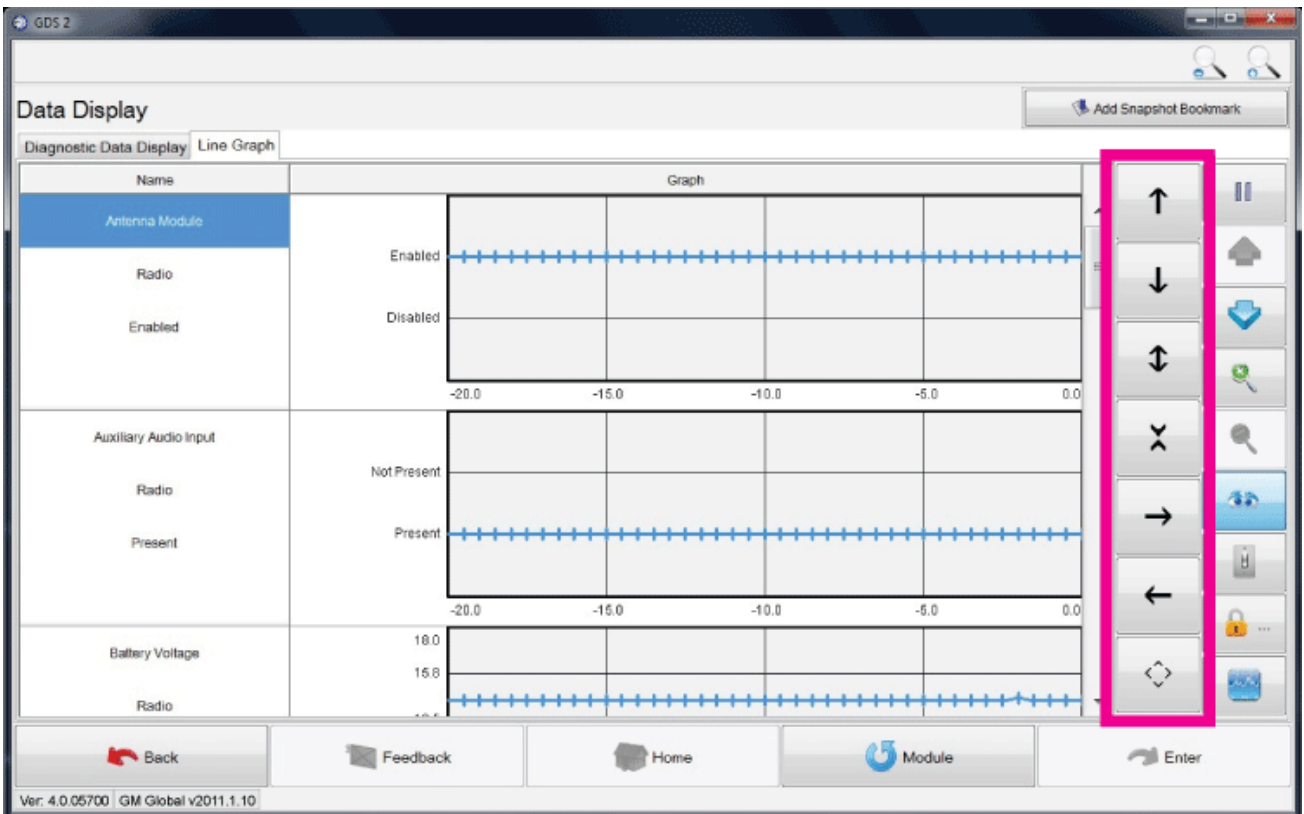 GDS 2
Data Display
Add Snapshot Bookmark
Diagnostic Data Display Line Graph
Name Graph
Antenna Module
Radio
Enabled
Enabled
Disabled
-20.0 -15.0 -10.0 -5.0 0.0
Auxiliary Audio Input
Radio
Present
Not Present
Present
-20.0 -15.0 -10.0 -5.0 0.0
Battery Voltage
Radio
18.0
15.8
Back Feedback Home Module Enter
Ver: 4.0.05700 GM Global v2011.1.10